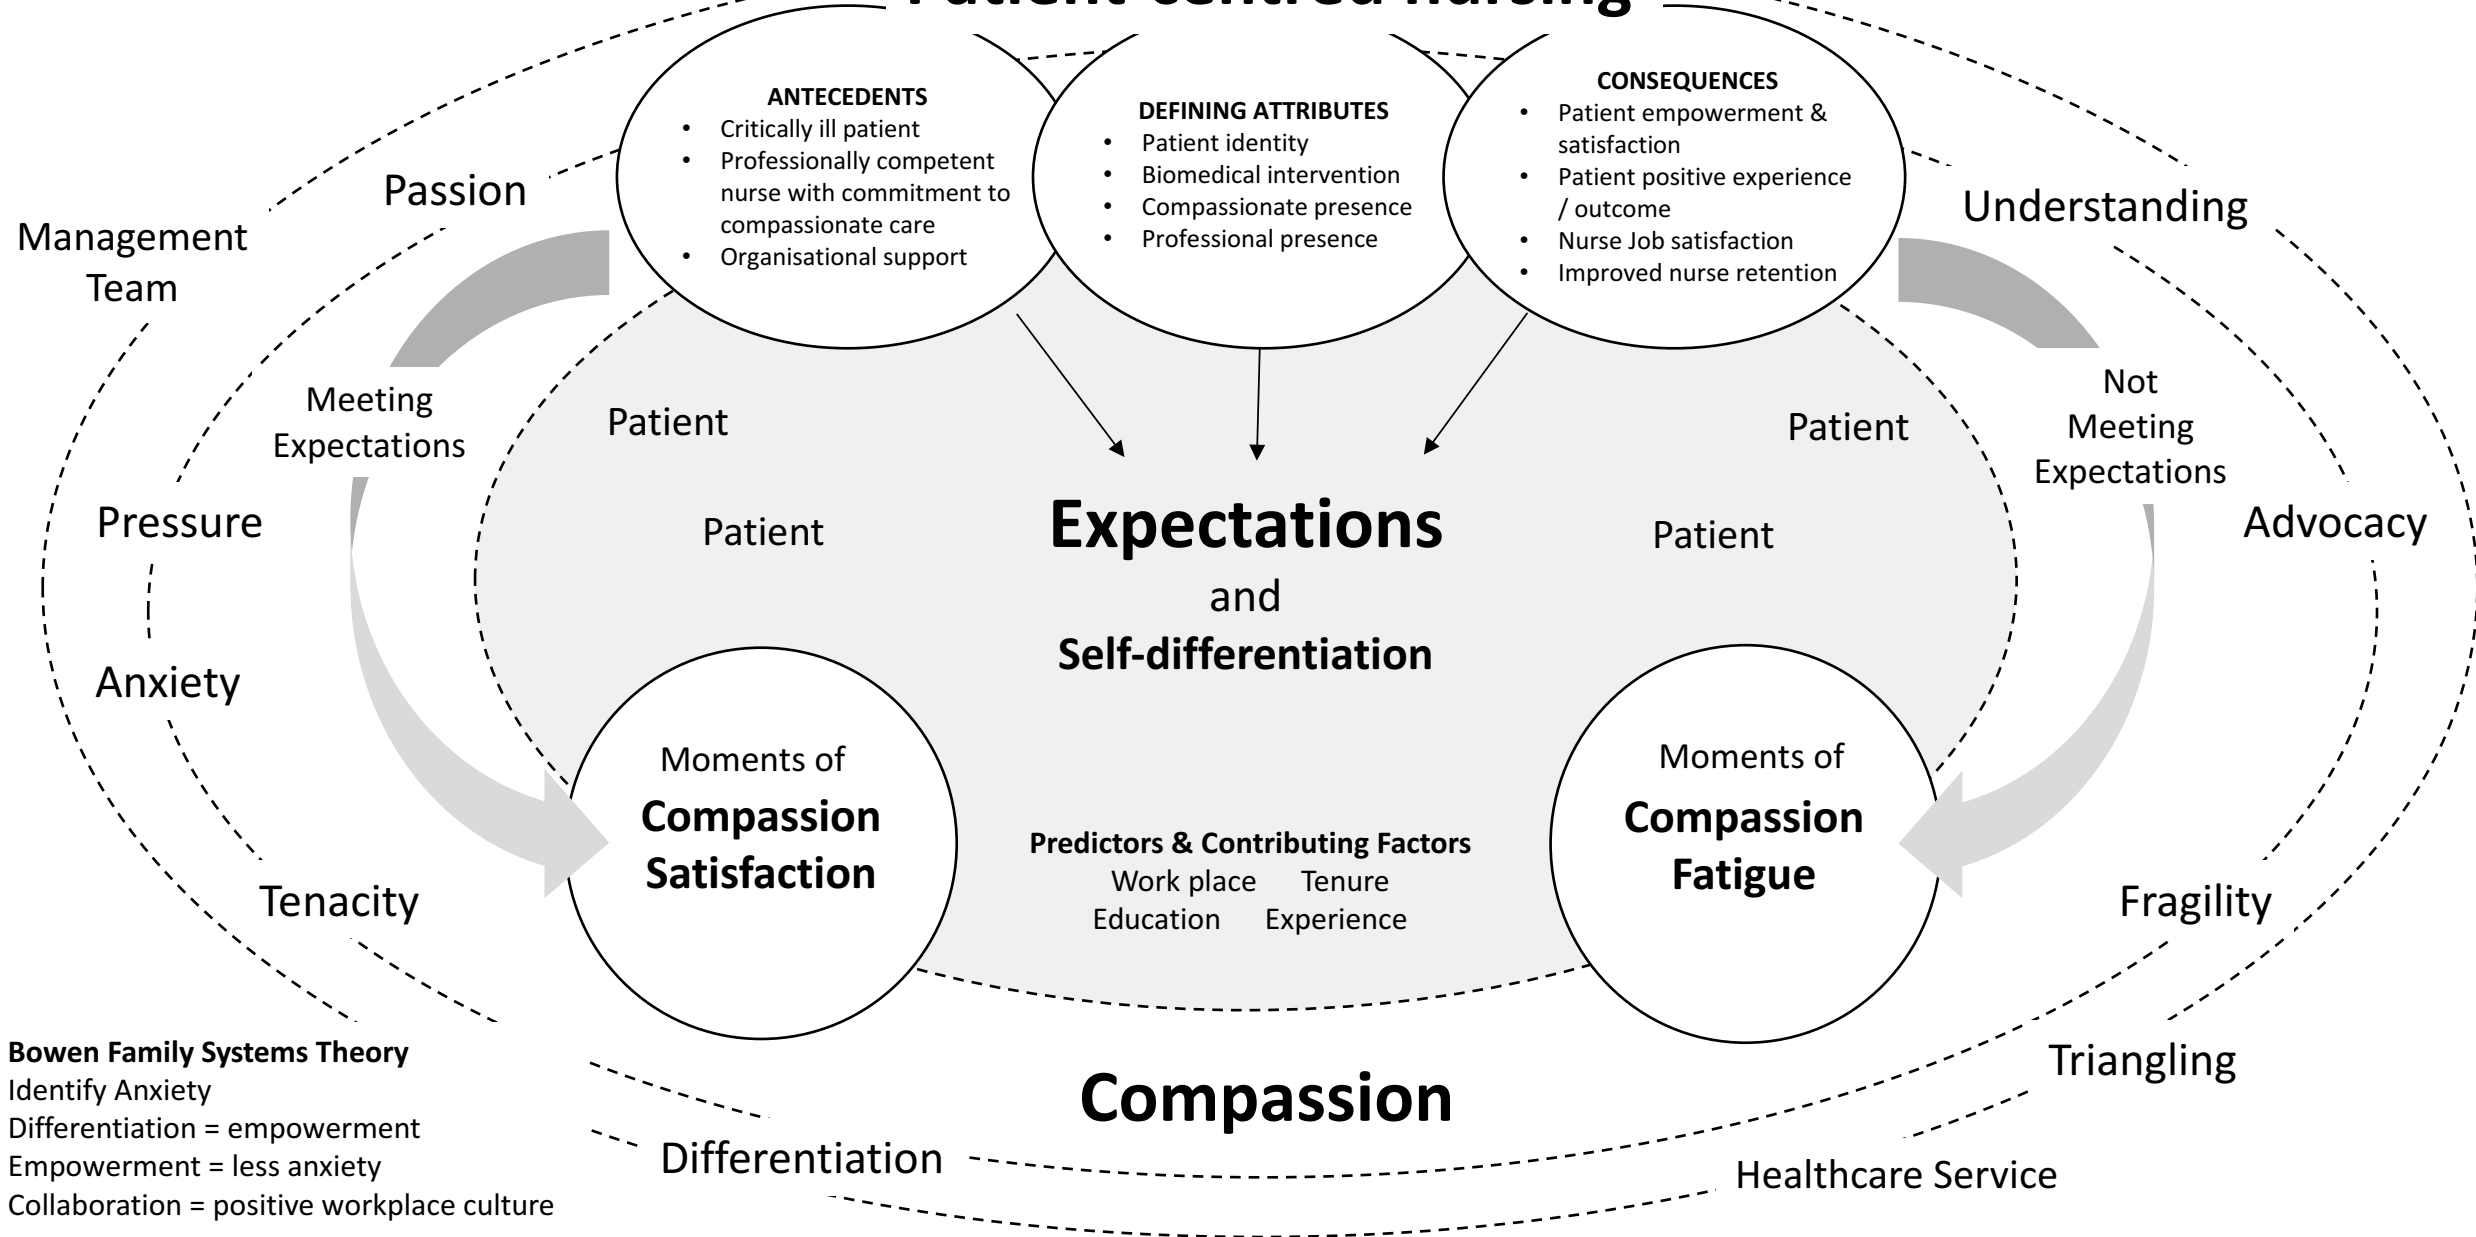 Patient-centred nursing
ANTECEDENTS
• Critically ill patient
• Professionally competent
nurse with commitment to
compassionate care
• Organisational support
DEFINING ATTRIBUTES
• Patient identity
• Biomedical intervention
• Compassionate presence
• Professional presence
CONSEQUENCES
• Patient empowerment &
satisfaction
• Patient positive experience
/ outcome
• Nurse Job satisfaction
• Improved nurse retention
Passion
Understanding
Management
Team
Meeting
Expectations
Not
Meeting
Expectations
Patient
Patient
Patient
Patient
Pressure
Advocacy
Expectations
and
Self-differentiation
Anxiety
Moments of
Compassion
Satisfaction
Predictors & Contributing Factors
Work place Tenure
Education Experience
Moments of
Compassion
Fatigue
Tenacity
Fragility
Bowen Family Systems Theory
Identify Anxiety
Differentiation = empowerment
Empowerment = less anxiety
Collaboration = positive workplace culture
Compassion
Triangling
Differentiation
Healthcare Service